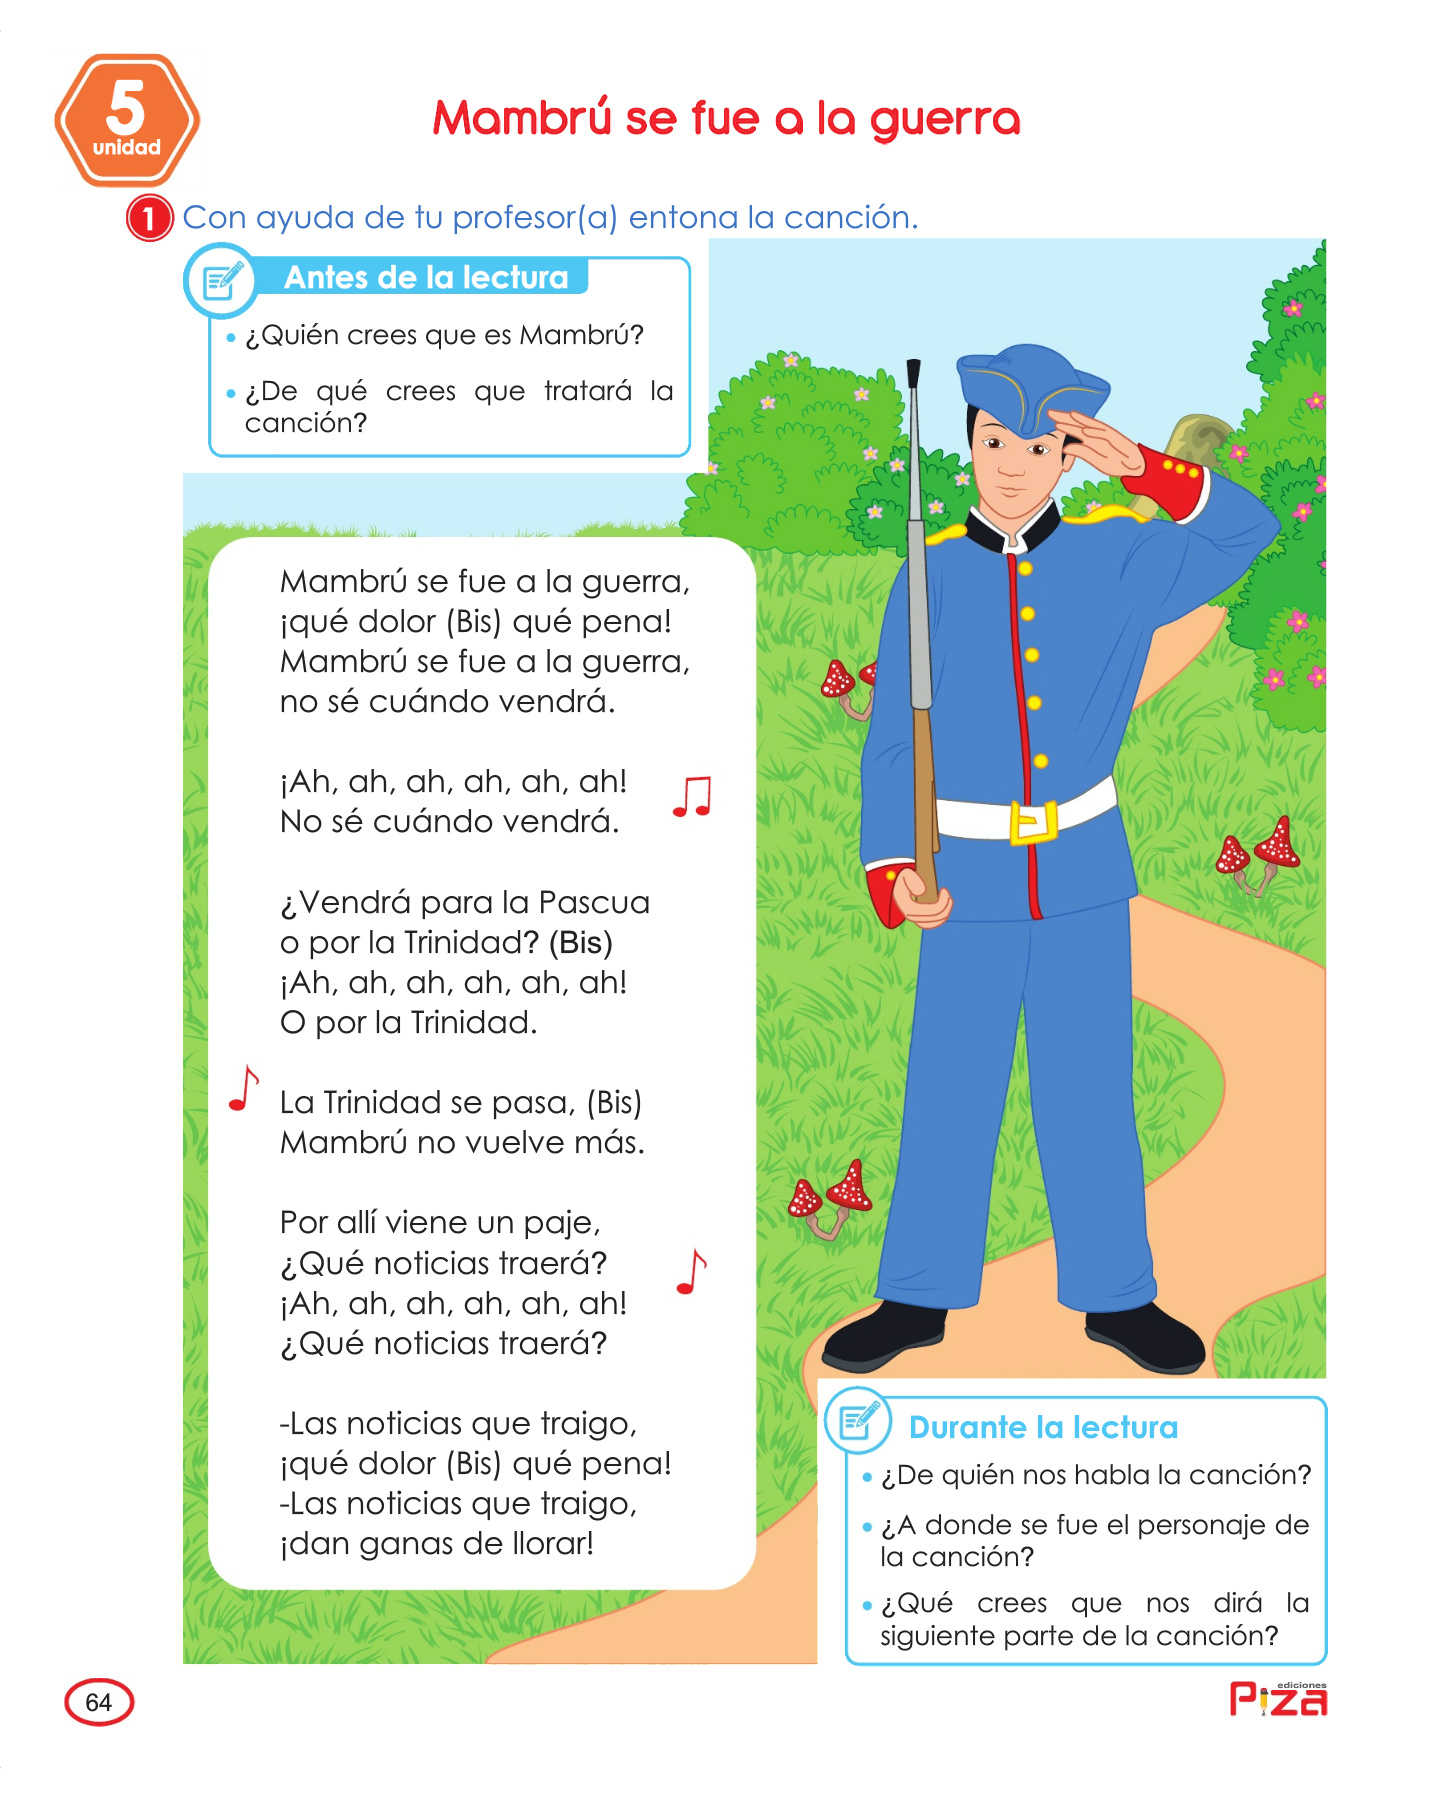 5
unidad
Mambrú se fue a la guerra
1 Con ayuda de tu profesor(a) entona la canción.
Antes de la lectura
• ¿Quién crees que es Mambrú?
• ¿De qué crees que tratará la
canción?
Mambrú se fue a la guerra,
¡qué dolor (Bis) qué pena!
Mambrú se fue a la guerra,
no sé cuándo vendrá.
¡Ah, ah, ah, ah, ah, ah!
No sé cuándo vendrá.
¿Vendrá para la Pascua
o por la Trinidad? (Bis)
¡Ah, ah, ah, ah, ah, ah!
O por la Trinidad.
La Trinidad se pasa, (Bis)
Mambrú no vuelve más.
Por allí viene un paje,
¿Qué noticias traerá?
¡Ah, ah, ah, ah, ah, ah!
¿Qué noticias traerá?
-Las noticias que traigo,
¡qué dolor (Bis) qué pena!
-Las noticias que traigo,
¡dan ganas de llorar!
Durante la lectura
• ¿De quién nos habla la canción?
• ¿A donde se fue el personaje de
la canción?
• ¿Qué crees que nos dirá la
siguiente parte de la canción?
64
ediciones
Piza